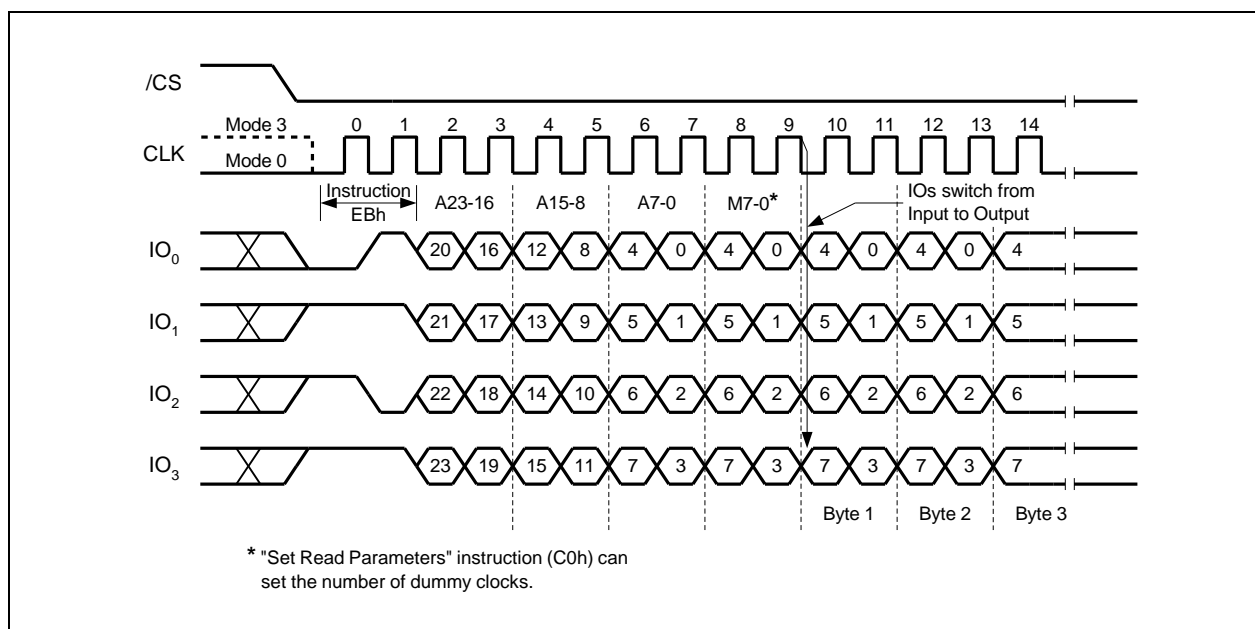 /CS
Mode 3
0 1 2 3 4 5 6 7 8 9 10 11 12 13 14
CLK
Mode 0
Instruction
EBh
A23-16 A15-8 A7-0 M7-0*
IOs switch from
Input to Output
IO0 20 16 12 8 4 0 4 0 4 0 4 0 4
IO1 21 17 13 9 5 1 5 1 5 1 5 1 5
IO2 22 18 14 10 6 2 6 2 6 2 6 2 6
IO3 23 19 15 11 7 3 7 3 7 3 7 3 7
Byte 1 Byte 2 Byte 3
* "Set Read Parameters" instruction (C0h) can
set the number of dummy clocks.